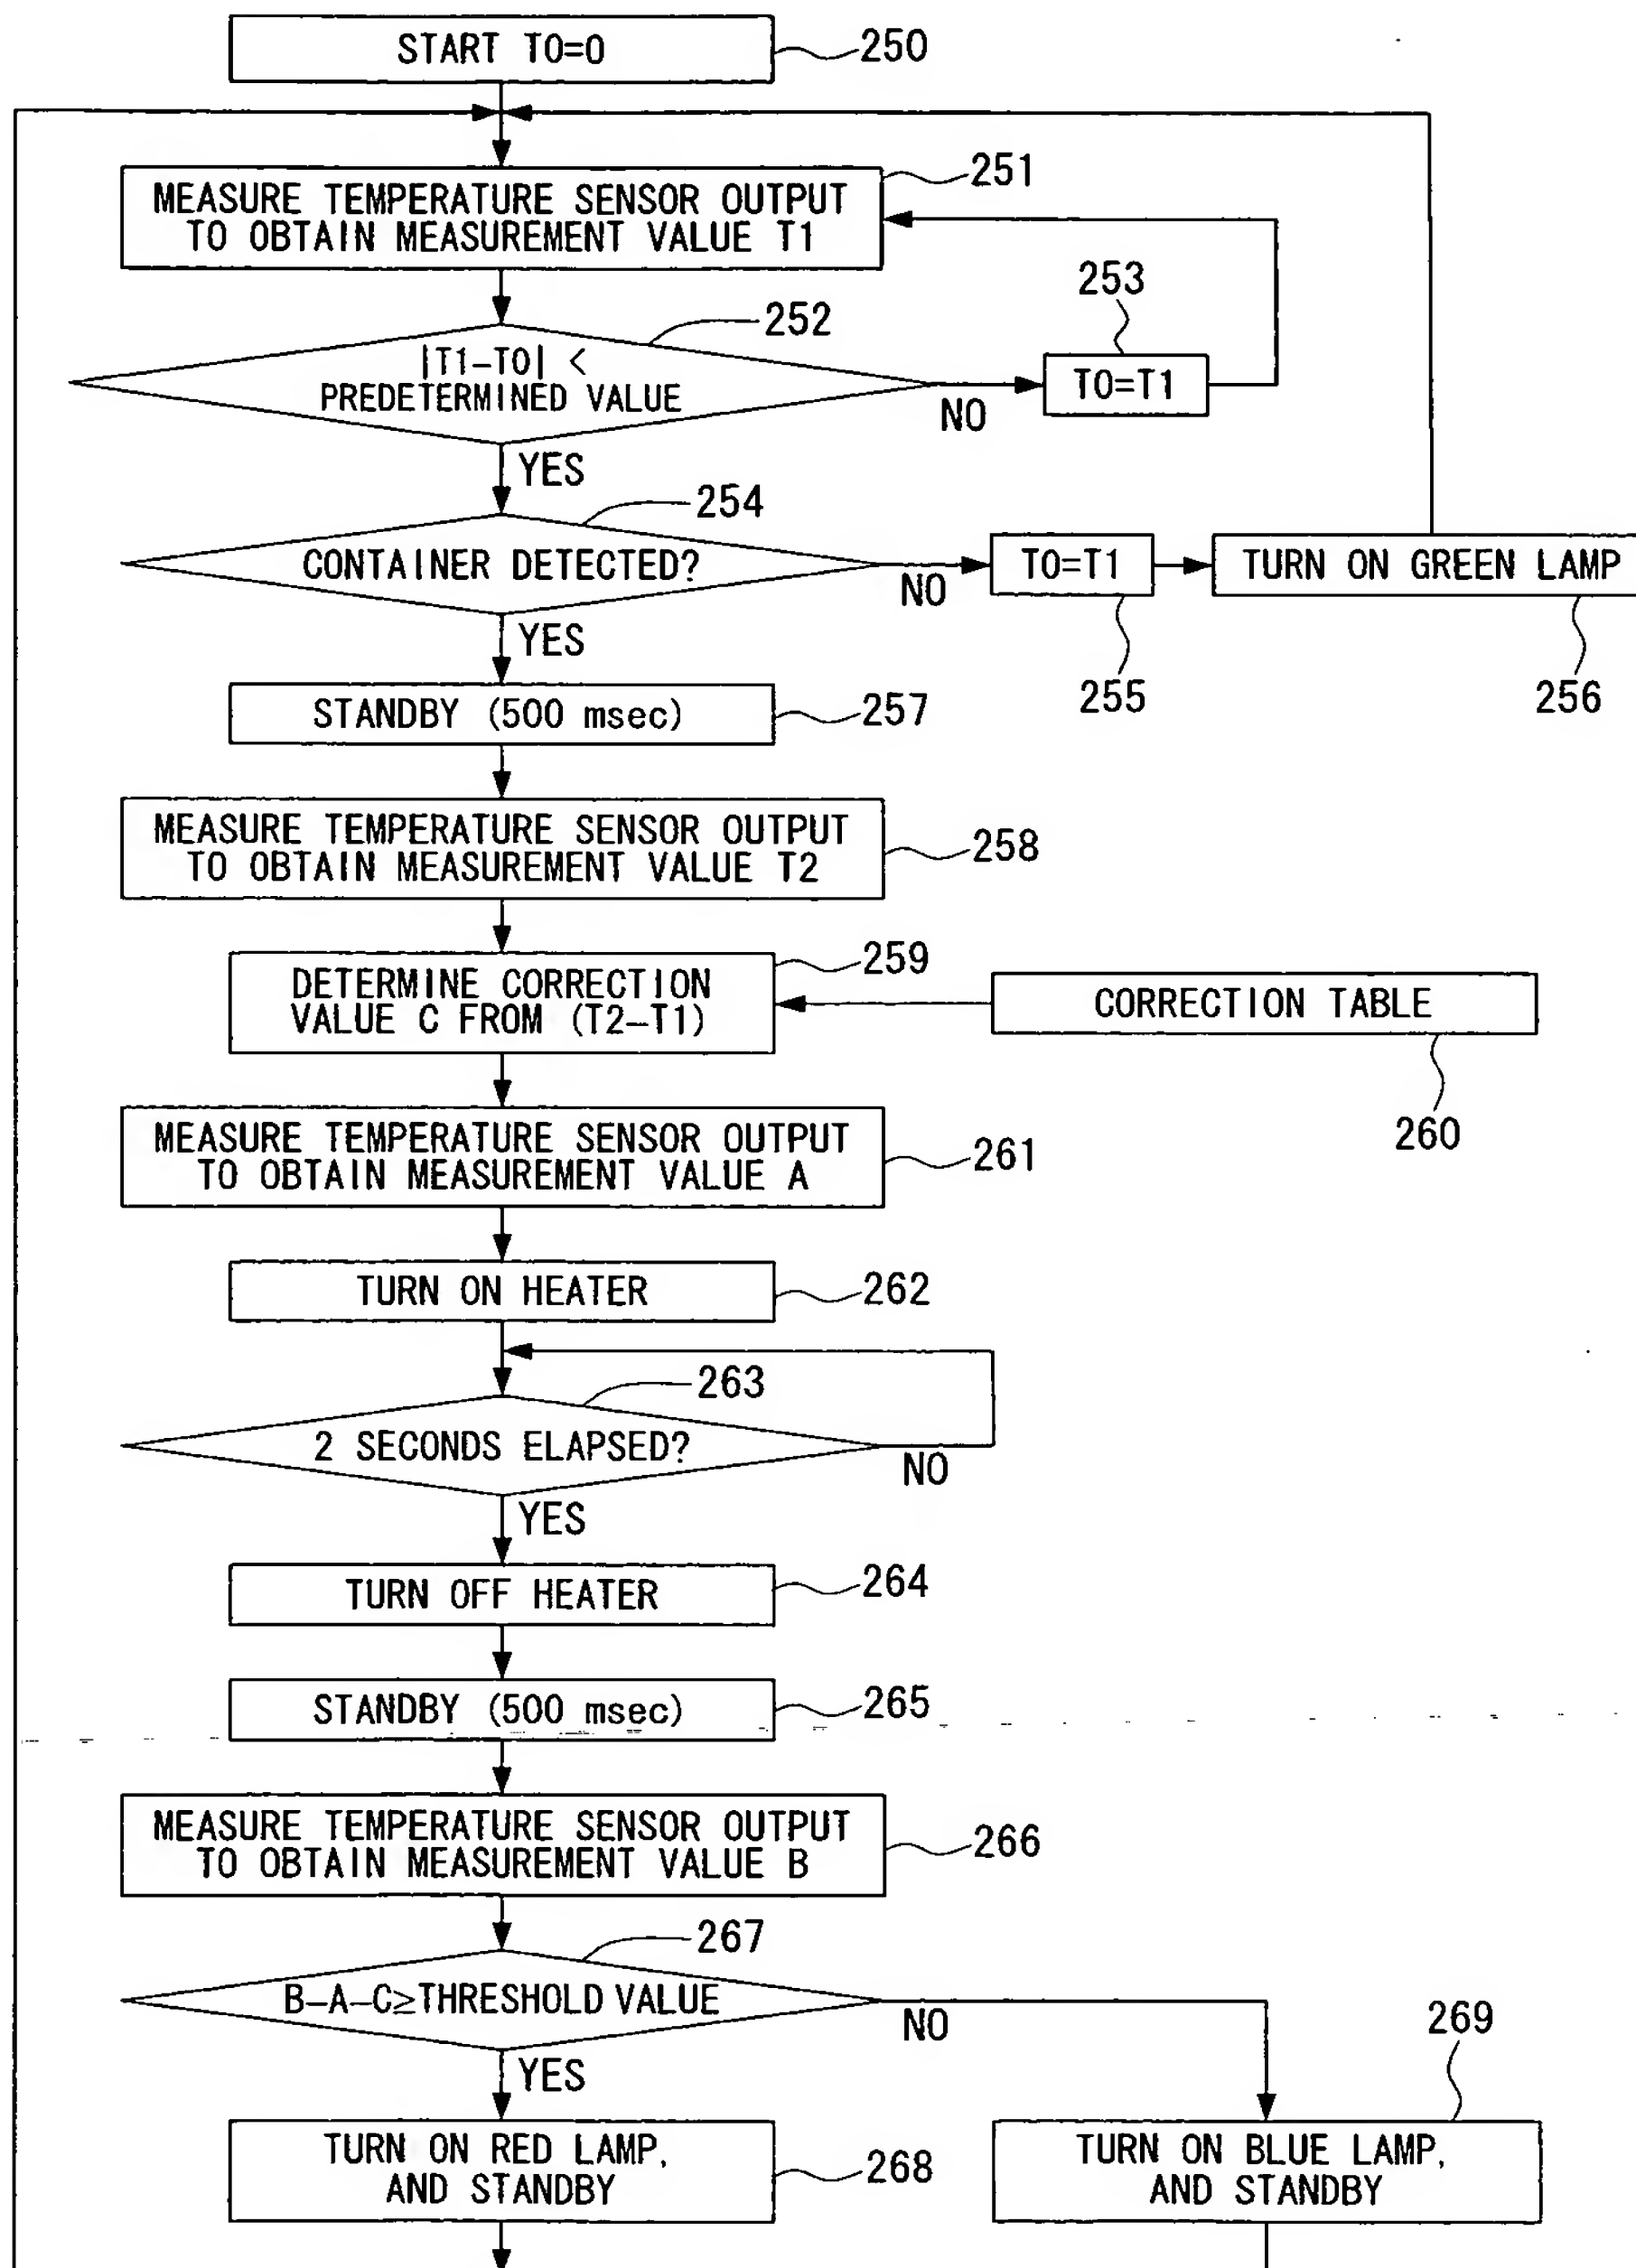 START T0=0
250
MEASURE TEMPERATURE SENSOR OUTPUT
TO OBTAIN MEASUREMENT VALUE T1
251
252
253
|T1-T0| <
PREDETERMINED VALUE
NO
T0=T1
YES
254
CONTAINER DETECTED?
NO
T0=T1
TURN ON GREEN LAMP
YES
255
256
STANDBY (500 msec)
257
MEASURE TEMPERATURE SENSOR OUTPUT
TO OBTAIN MEASUREMENT VALUE T2
258
259
DETERMINE CORRECTION
VALUE C FROM (T2-T1)
CORRECTION TABLE
260
MEASURE TEMPERATURE SENSOR OUTPUT
TO OBTAIN MEASUREMENT VALUE A
261
TURN ON HEATER
262
263
2 SECONDS ELAPSED?
NO
YES
TURN OFF HEATER
264
STANDBY (500 msec)
265
MEASURE TEMPERATURE SENSOR OUTPUT
TO OBTAIN MEASUREMENT VALUE B
266
267
B-A-C≥THRESHOLD VALUE
NO
YES
269
TURN ON RED LAMP,
AND STANDBY
268
TURN ON BLUE LAMP,
AND STANDBY